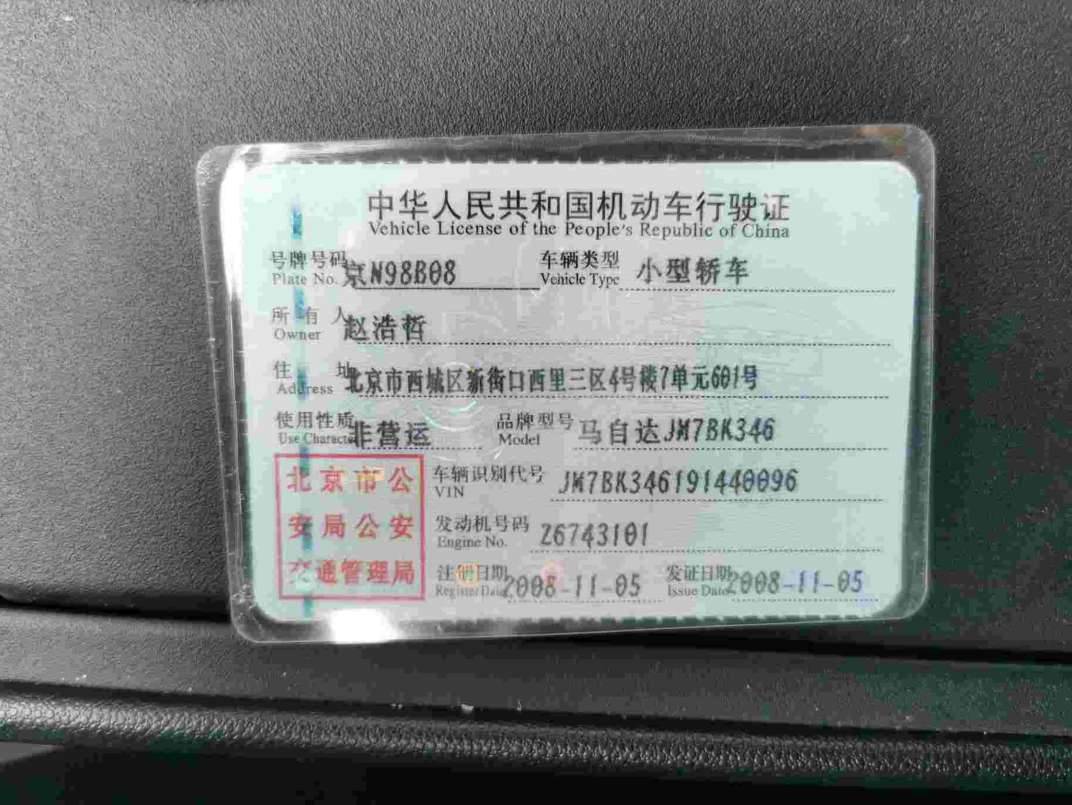 中华人民共和国机动车行驶证
Vehicle License of the People's Republic of China
号牌号码 京N98B08 车辆类型 小型轿车
Plate No. Vehicle Type
所有人 赵浩哲
Owner
住址 北京市西城区新街口西里三区4号楼7单元601号
Address
使用性质 非营运 品牌型号 马自达JM7BK346
Use Character Model
北京市公安局公安交通管理局
车辆识别代号 JM7BK346191440096
VIN
发动机号码 Z6743101
Engine No.
注册日期 2008-11-05 发证日期 2008-11-05
Register Date Issue Date